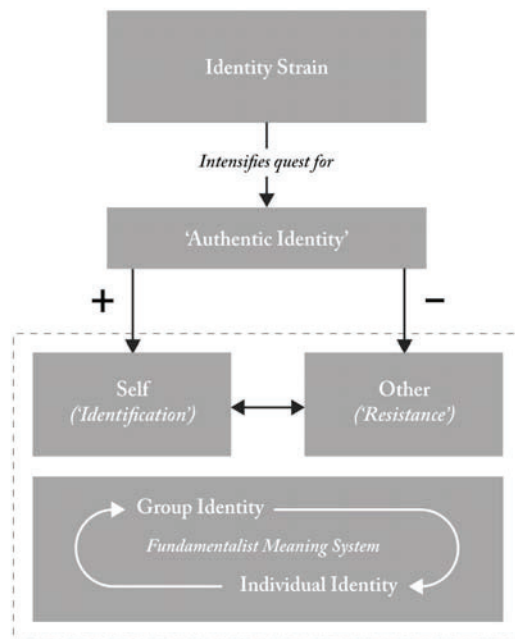 Identity Strain
Intensifies quest for
‘Authentic Identity’
+
−
Self
(‘Identification’)
Other
(‘Resistance’)
Group Identity
Fundamentalist Meaning System
Individual Identity